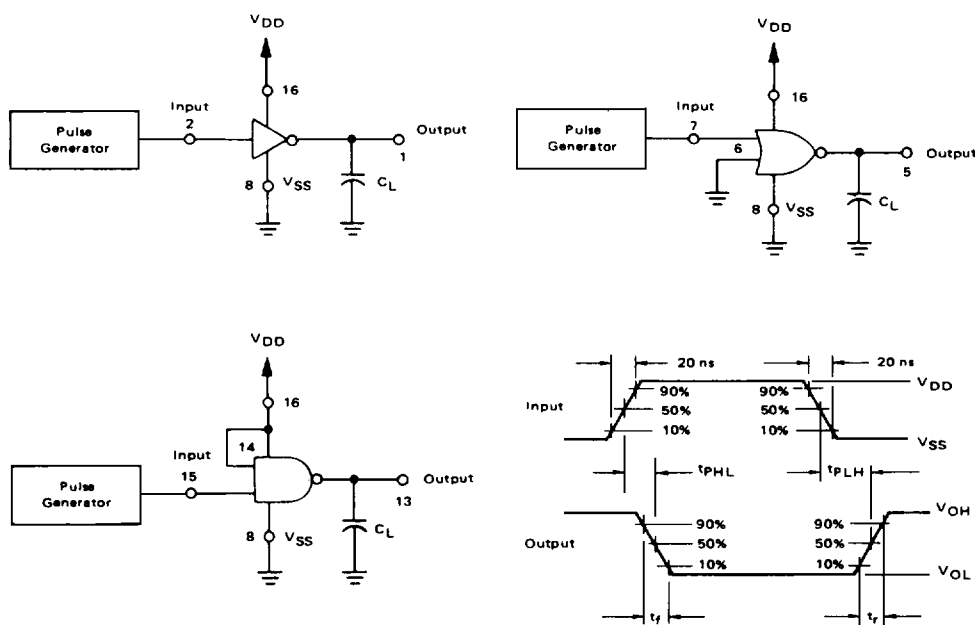 VDD
16
Input
2
Pulse
Generator
Output
1
8
VSS
CL
VDD
16
Input
7
Pulse
Generator
6
Output
5
8
VSS
CL
VDD
16
14
Input
15
Pulse
Generator
Output
13
8
VSS
CL
20 ns
20 ns
VDD
90%
90%
Input
50%
50%
10%
10%
VSS
tPHL
tPLH
VOH
90%
90%
Output
50%
50%
10%
10%
VOL
tf
tr